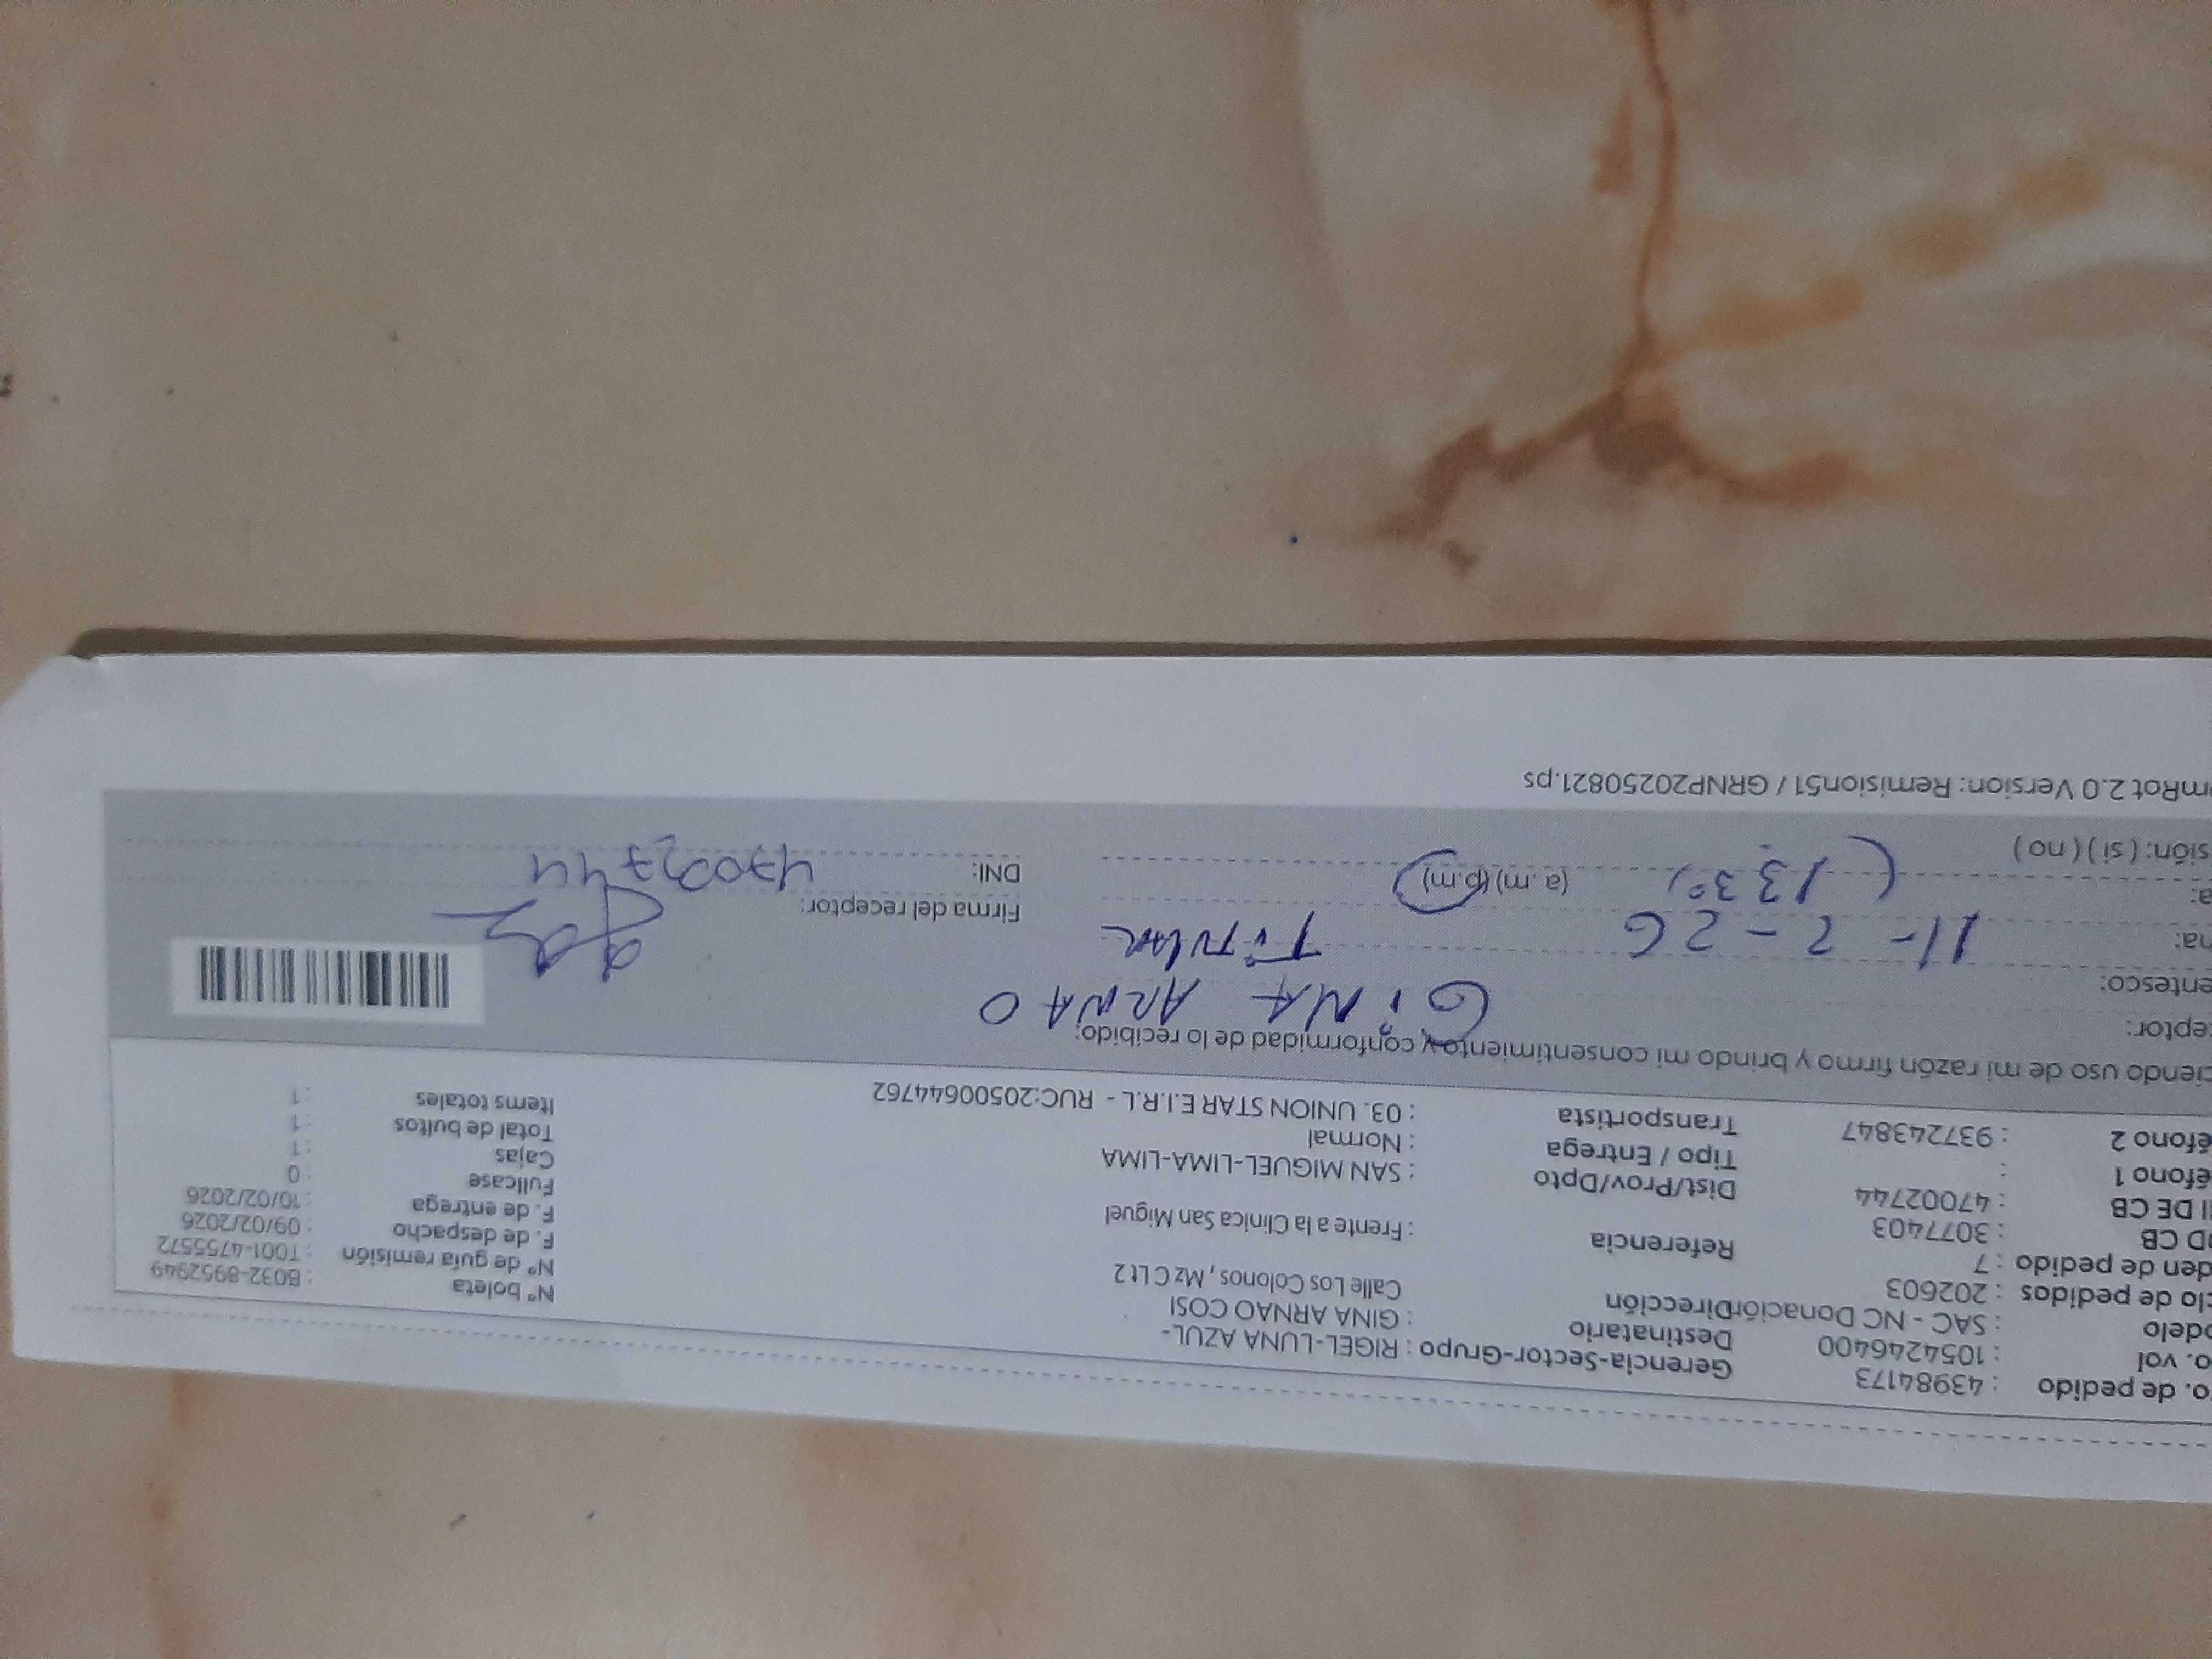 o. de pedido : 43984173 Gerencia-Sector-Grupo : RIGEL-LUNA AZUL- Nº boleta : B032-8952949
o. vol : 1054246400 Destinatario : GINA ARNAO COSI Nº de guía remisión : T001-4755572
odelo : SAC - NC Donación Dirección Calle Los Colonos , Mz C Lt 2 F. de despacho : 09/02/2026
clo de pedidos : 202603 F. de entrega : 10/02/2026
den de pedido : 7 Referencia : Frente a la Clinica San Miguel Fullcase : 0
D CB : 3077403 Cajas : 1
I DE CB : 47002744 Dist/Prov/Dpto : SAN MIGUEL-LIMA-LIMA Total de bultos : 1
éfono 1 : Tipo / Entrega : Normal Items totales : 1
éfono 2 : 937243847 Transportista : 03. UNION STAR E.I.R.L - RUC:20500644762
ciendo uso de mi razón firmo y brindo mi consentimiento y conformidad de lo recibido:
eptor: GiNA ARNAO
entesco: Titular
ha: 11-2-26 Firma del receptor:
a: (1330) (a. m) (p.m) DNI: 47002744
sión: ( si ) ( no )
mRot 2.0 Version: Remision51 / GRNP20250821.ps